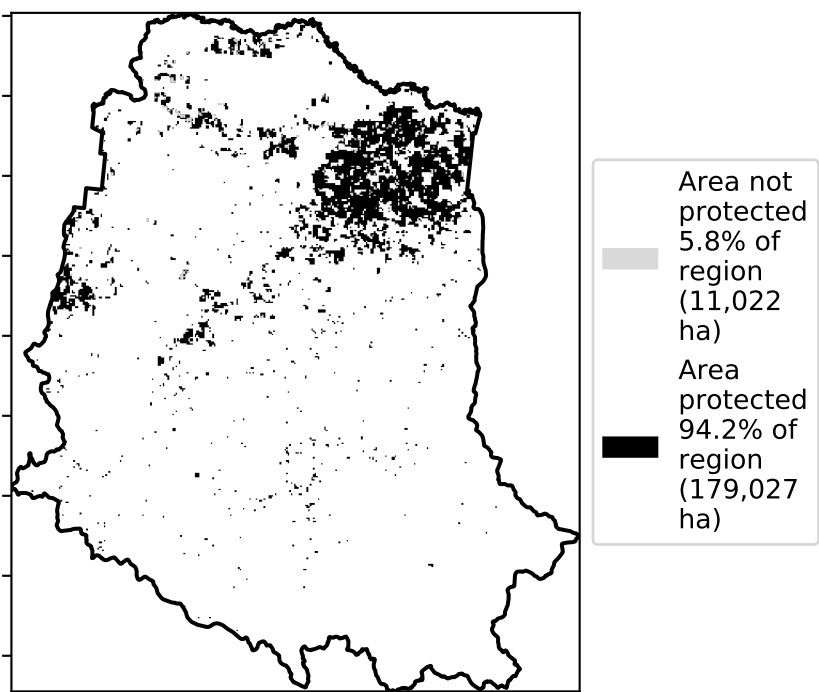 Area not
protected
5.8% of
region
(11,022
ha)
Area
protected
94.2% of
region
(179,027
ha)